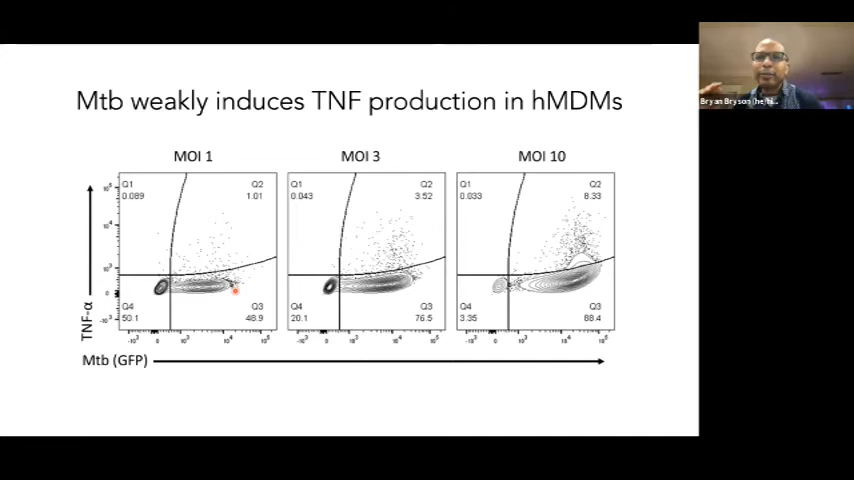 Mtb weakly induces TNF production in hMDMs
MOI 1
MOI 3
MOI 10
Q1
0.089
Q2
1.01
Q4
50.1
Q3
48.9
Q1
0.043
Q2
3.52
Q4
20.1
Q3
76.5
Q1
0.033
Q2
8.33
Q4
3.35
Q3
88.4
TNF-α
Mtb (GFP)
Bryan Bryson